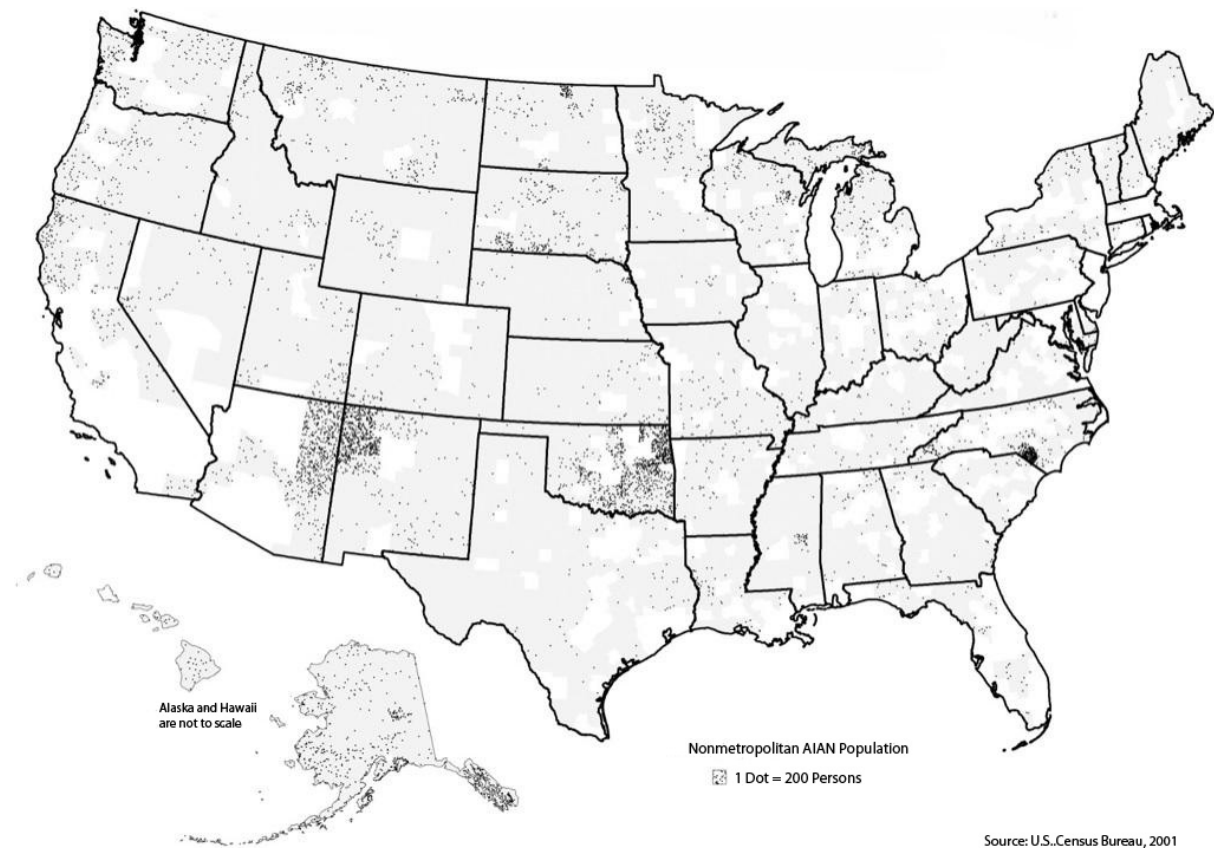 Alaska and Hawaii
are not to scale
Nonmetropolitan AIAN Population
1 Dot = 200 Persons
Source: U.S..Census Bureau, 2001